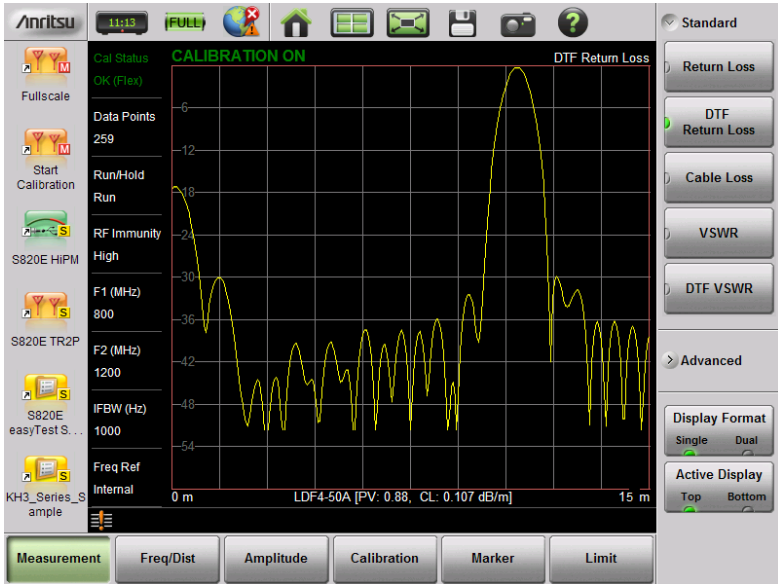 Anritsu
11:13
FULL
?
Standard
Fullscale
Start
Calibration
S820E HiPM
S820E TR2P
S820E
easyTest S...
KH3_Series_S
ample
Cal Status
OK (Flex)
Data Points
259
Run/Hold
Run
RF Immunity
High
F1 (MHz)
800
F2 (MHz)
1200
IFBW (Hz)
1000
Freq Ref
Internal
CALIBRATION ON
DTF Return Loss
-6
-12
-18
-24
-30
-36
-42
-48
-54
0 m
LDF4-50A [PV: 0.88, CL: 0.107 dB/m]
15 m
Return Loss
DTF
Return Loss
Cable Loss
VSWR
DTF VSWR
Advanced
Display Format
Single Dual
Active Display
Top Bottom
Measurement
Freq/Dist
Amplitude
Calibration
Marker
Limit